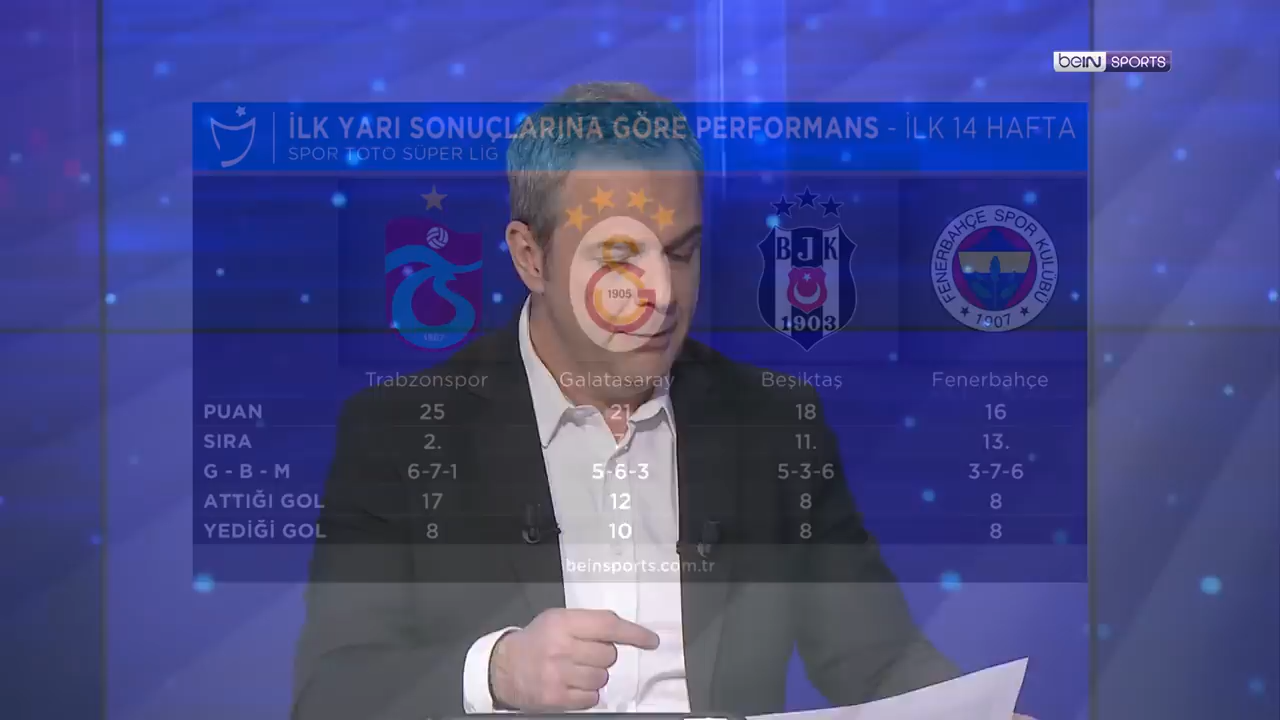 beIN SPORTS
İLK YARI SONUÇLARINA GÖRE PERFORMANS - İLK 14 HAFTA
SPOR TOTO SÜPER LİG
1905
BJK
1903
FENERBAHÇE SPOR KULÜBÜ
1907
Trabzonspor Galatasaray Beşiktaş Fenerbahçe
PUAN 25 21 18 16
SIRA 2. 11. 13.
G - B - M 6-7-1 5-6-3 5-3-6 3-7-6
ATTIĞI GOL 17 12 8 8
YEDİĞİ GOL 8 10 8 8
beinsports.com.tr